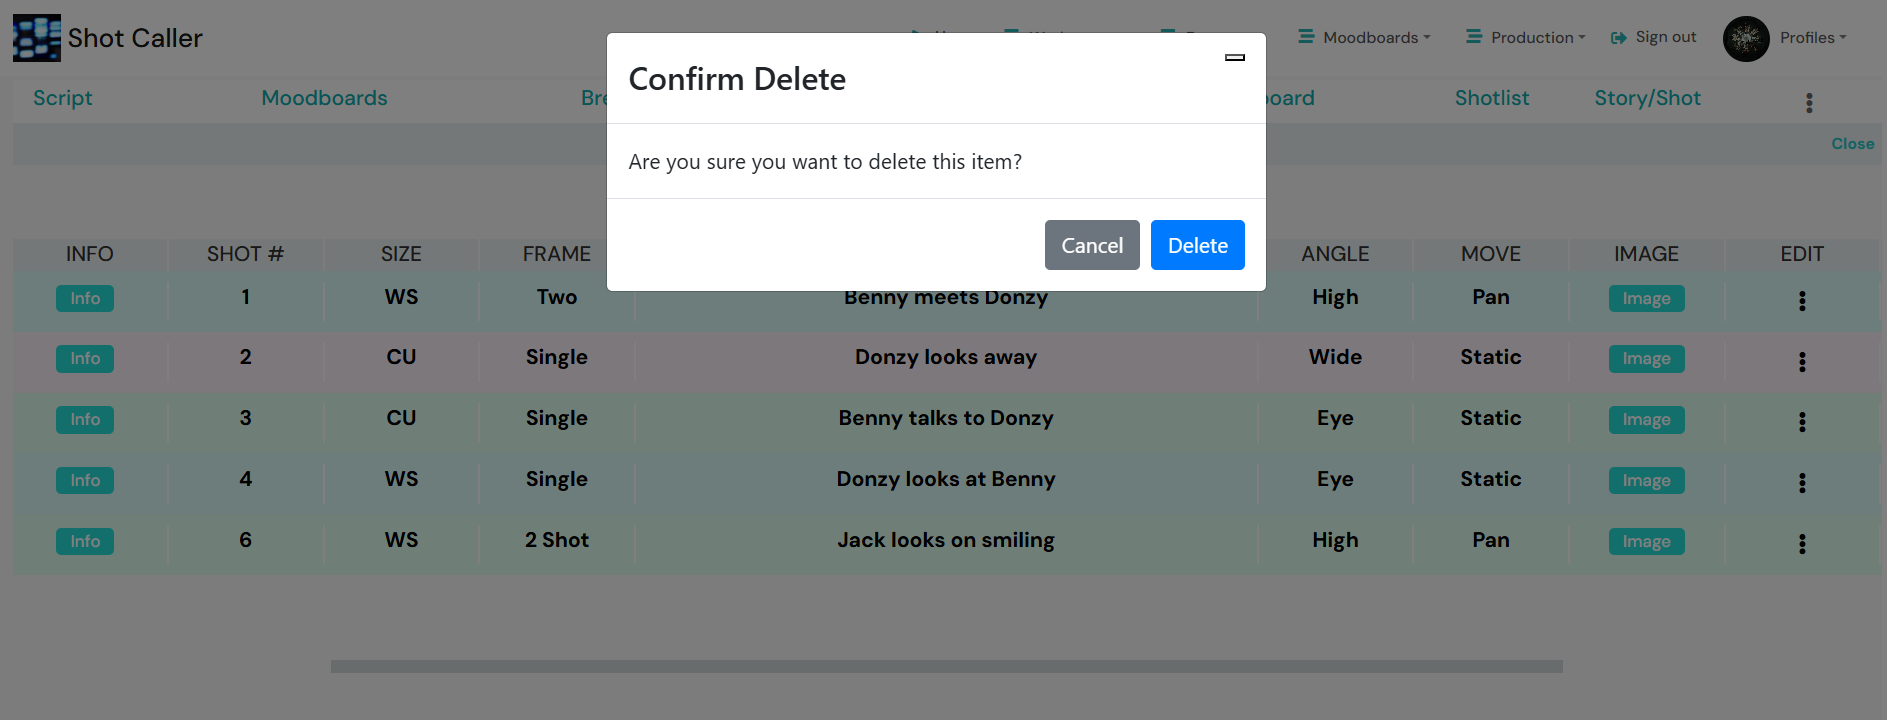 Shot Caller
Moodboards Production Sign out Profiles
Confirm Delete
Script Moodboards Shotlist Story/Shot
Close
Are you sure you want to delete this item?
Cancel Delete
INFO SHOT # SIZE FRAME ANGLE MOVE IMAGE EDIT
Info 1 WS Two Benny meets Donzy High Pan Image
Info 2 CU Single Donzy looks away Wide Static Image
Info 3 CU Single Benny talks to Donzy Eye Static Image
Info 4 WS Single Donzy looks at Benny Eye Static Image
Info 6 WS 2 Shot Jack looks on smiling High Pan Image